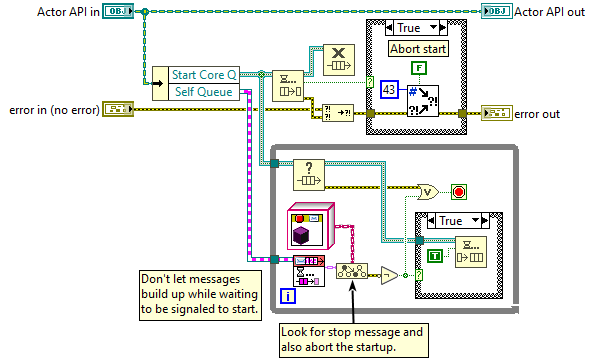 Actor API in
OBJ
OBJ
Actor API out
True
Abort start
Start Core Q
Self Queue
F
43
error in (no error)
error out
True
T
i
Don't let messages
build up while waiting
to be signaled to start.
Look for stop message and
also abort the startup.